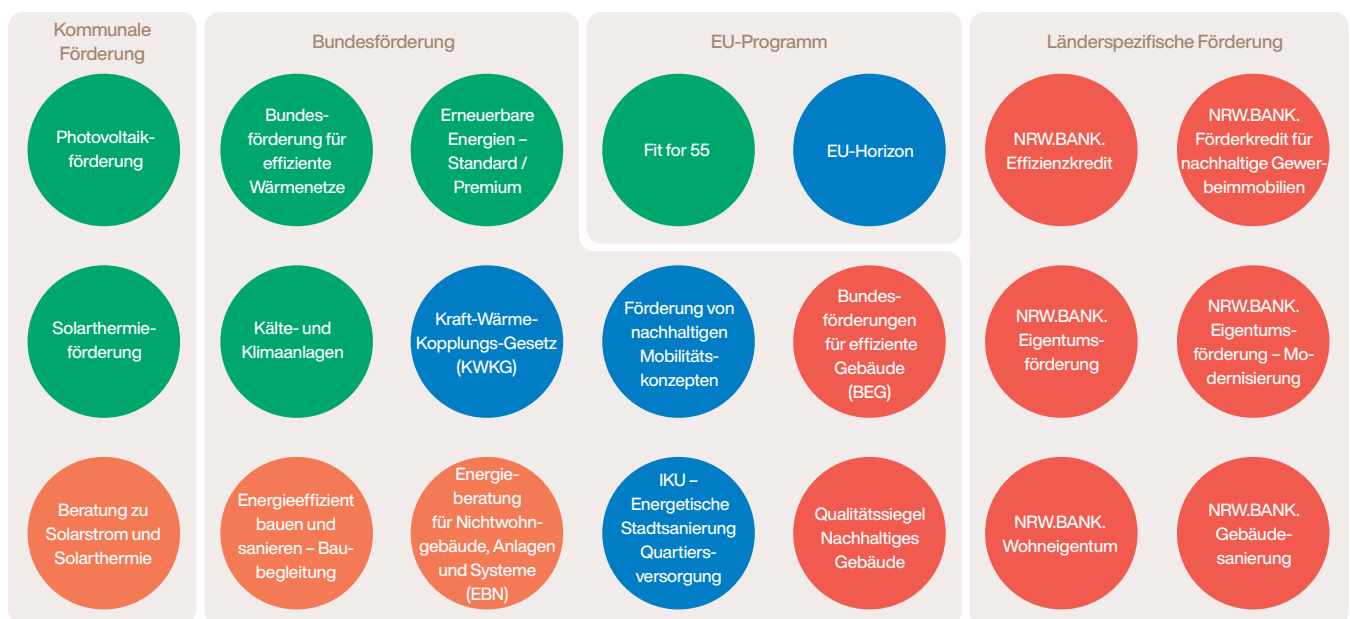 Kommunale
Förderung
Bundesförderung
EU-Programm
Länderspezifische Förderung
Photovoltaik-
förderung
Bundes-
förderung für
effiziente
Wärmenetze
Erneuerbare
Energien –
Standard /
Premium
Fit for 55
EU-Horizon
NRW.BANK.
Effizienzkredit
NRW.BANK.
Förderkredit für
nachhaltige Gewer-
beimmobilien
Solarthermie-
förderung
Kälte- und
Klimaanlagen
Kraft-Wärme-
Kopplungs-Gesetz
(KWKG)
Förderung von
nachhaltigen
Mobilitäts-
konzepten
Bundes-
förderungen
für effiziente
Gebäude
(BEG)
NRW.BANK.
Eigentums-
förderung
NRW.BANK.
Eigentums-
förderung – Mo-
dernisierung
Beratung zu
Solarstrom und
Solarthermie
Energieeffizient
bauen und
sanieren – Bau-
begleitung
Energie-
beratung
für Nichtwohn-
gebäude, Anlagen
und Systeme
(EBN)
IKU –
Energetische
Stadtsanierung
Quartiers-
versorgung
Qualitätssiegel
Nachhaltiges
Gebäude
NRW.BANK.
Wohneigentum
NRW.BANK.
Gebäude-
sanierung